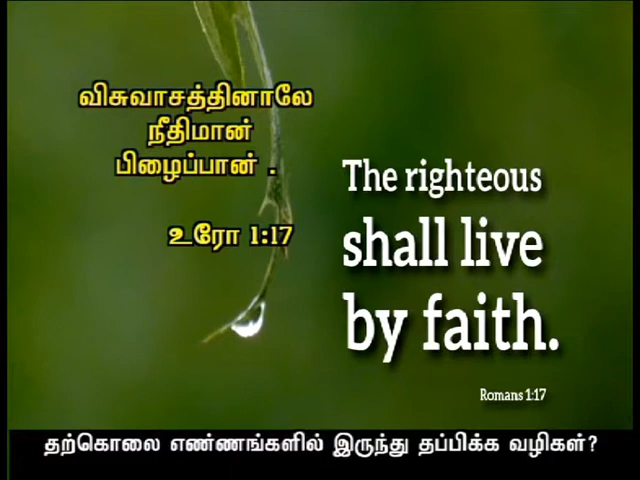 விசுவாசத்தினாலே
நீதிமான்
பிழைப்பான் .
உரோ 1:17
The righteous
shall live
by faith.
Romans 1:17
தற்கொலை எண்ணங்களில் இருந்து தப்பிக்க வழிகள்?